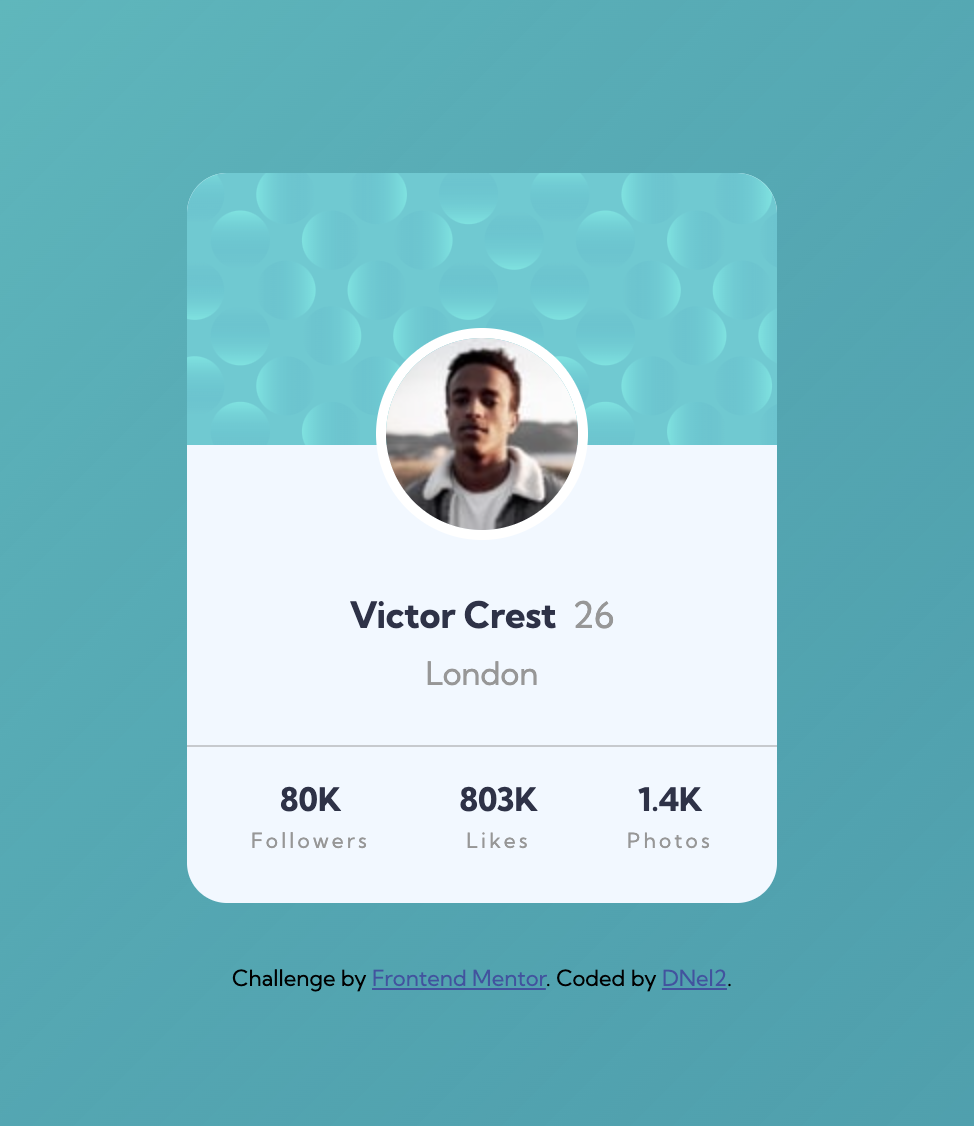 Victor Crest 26
London
80K 803K 1.4K
Followers Likes Photos
Challenge by Frontend Mentor. Coded by DNel2.